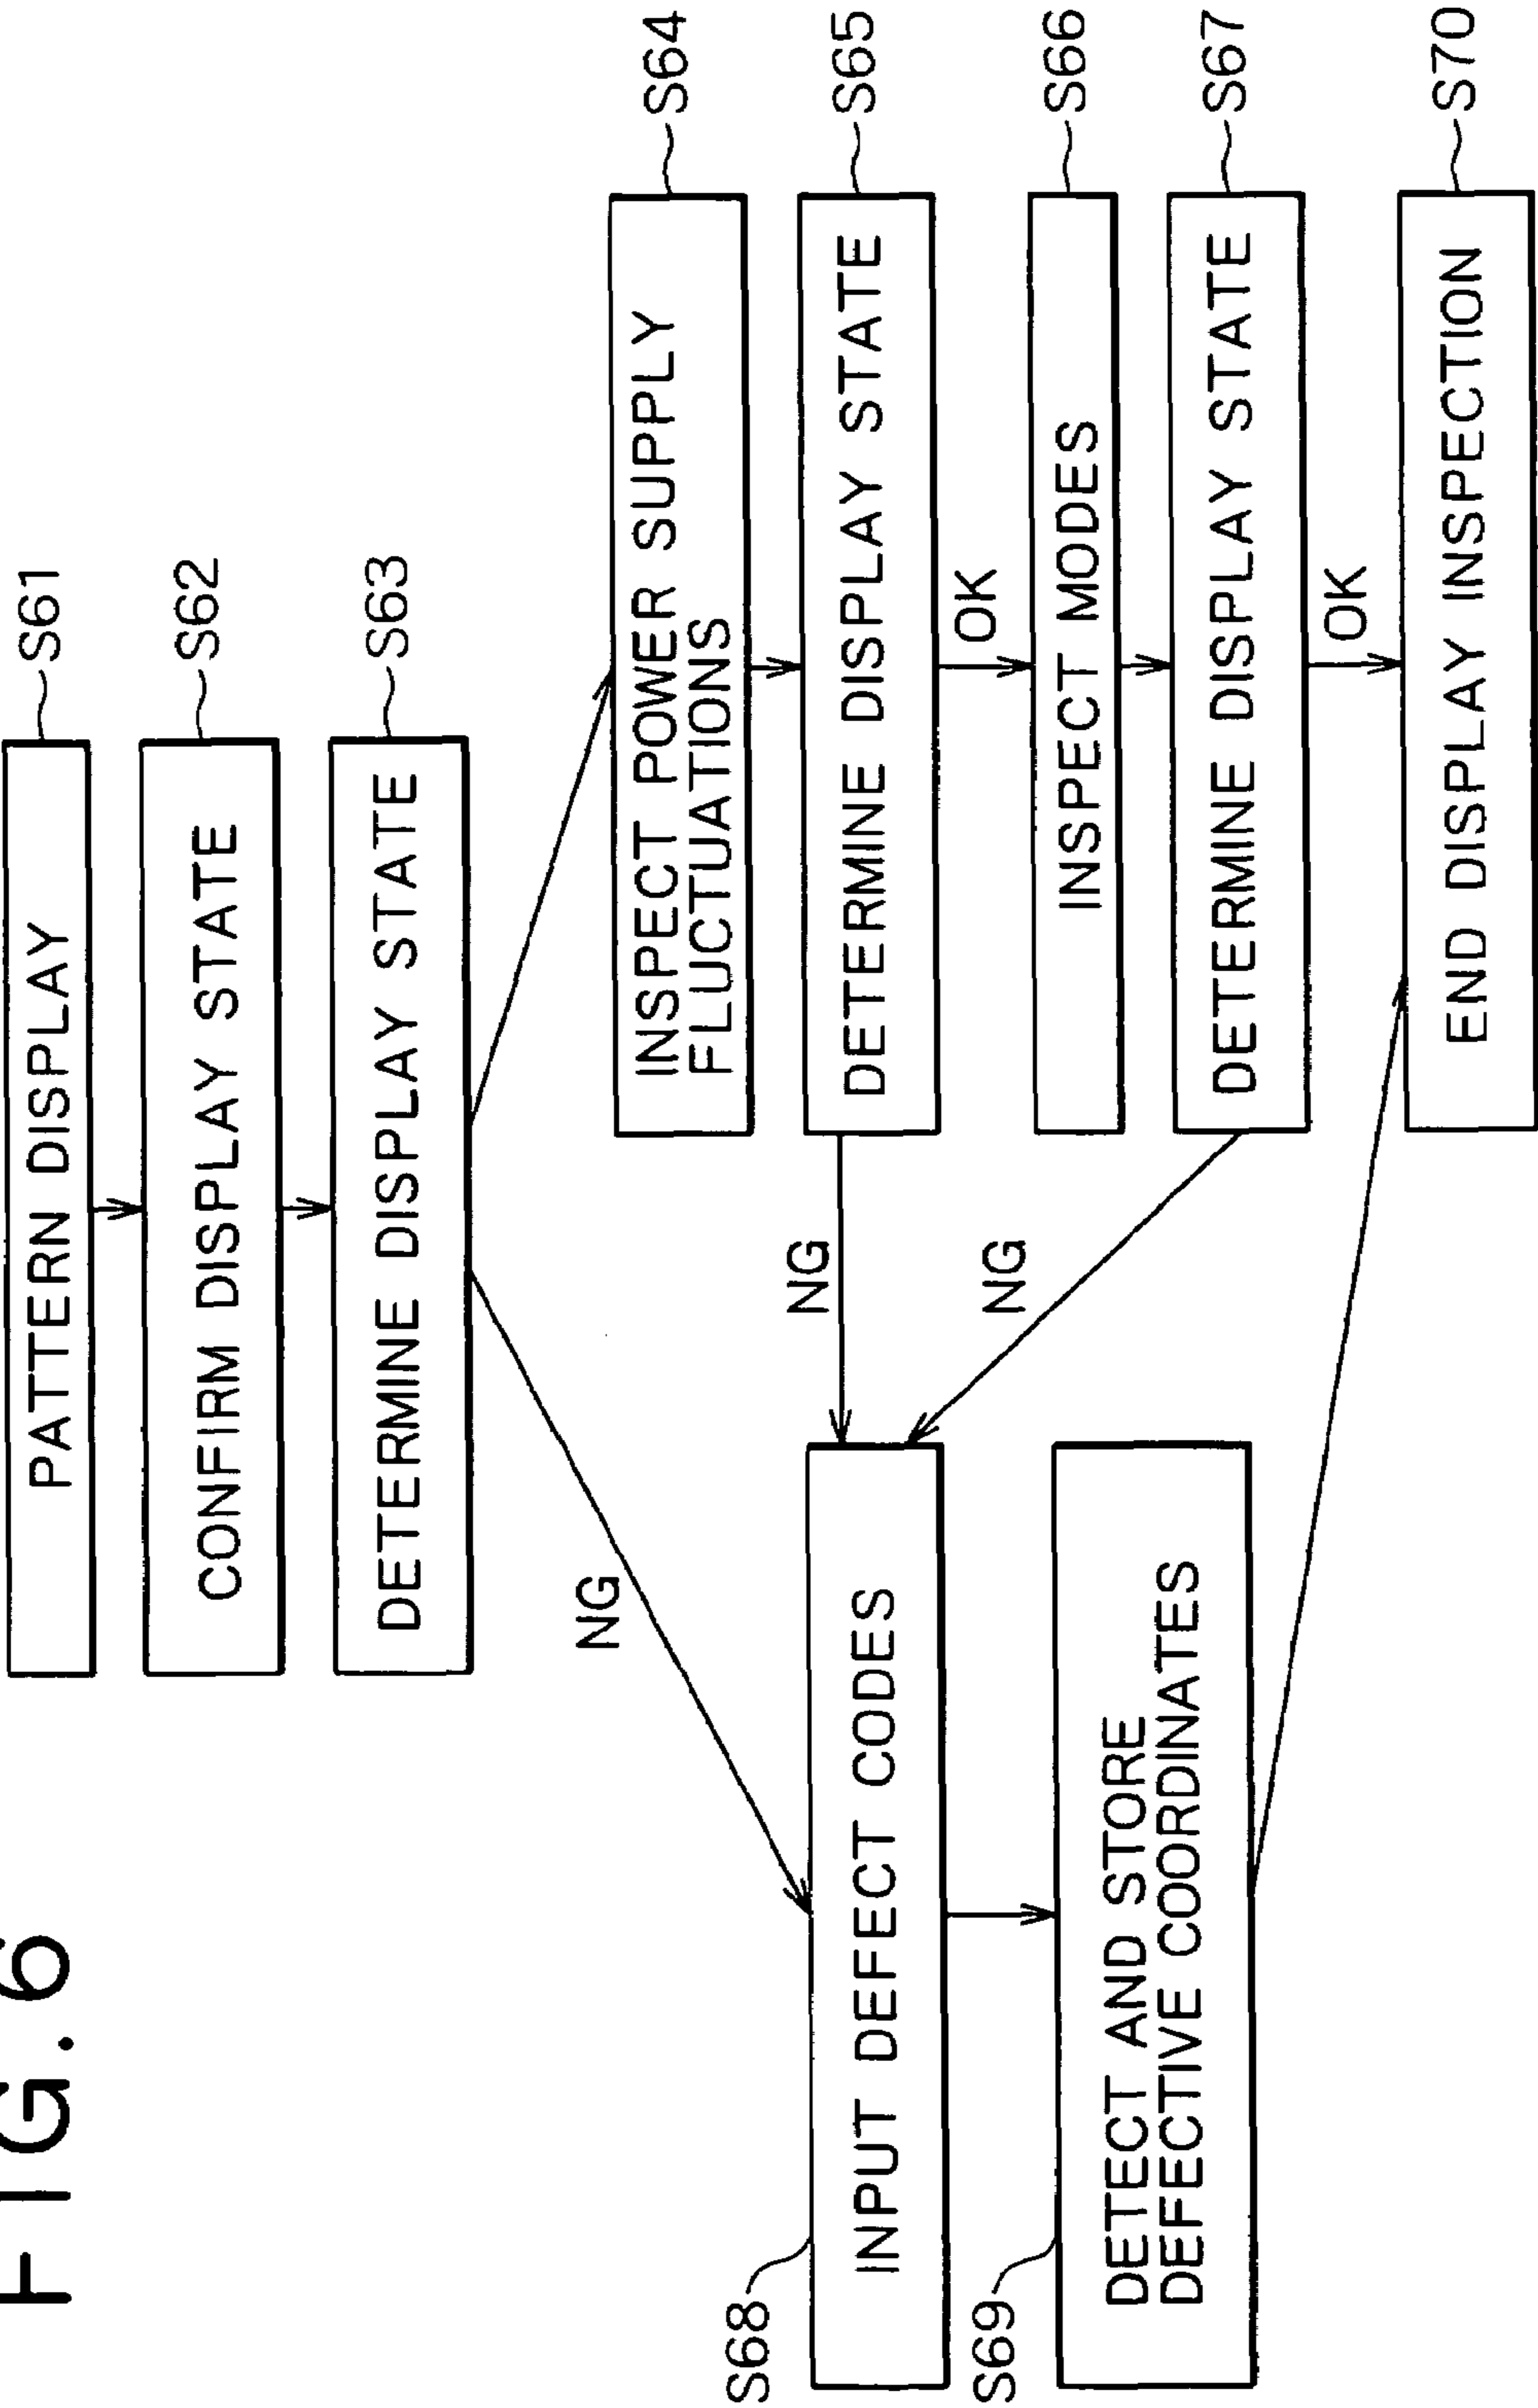 FIG. 6
PATTERN DISPLAY
S61
CONFIRM DISPLAY STATE
S62
DETERMINE DISPLAY STATE
S63
NG
INSPECT POWER SUPPLY
FLUCTUATIONS
S64
S68
INPUT DEFECT CODES
NG
DETERMINE DISPLAY STATE
S65
OK
S69
DETECT AND STORE
DEFECTIVE COORDINATES
NG
INSPECT MODES
S66
DETERMINE DISPLAY STATE
S67
OK
END DISPLAY INSPECTION
S70